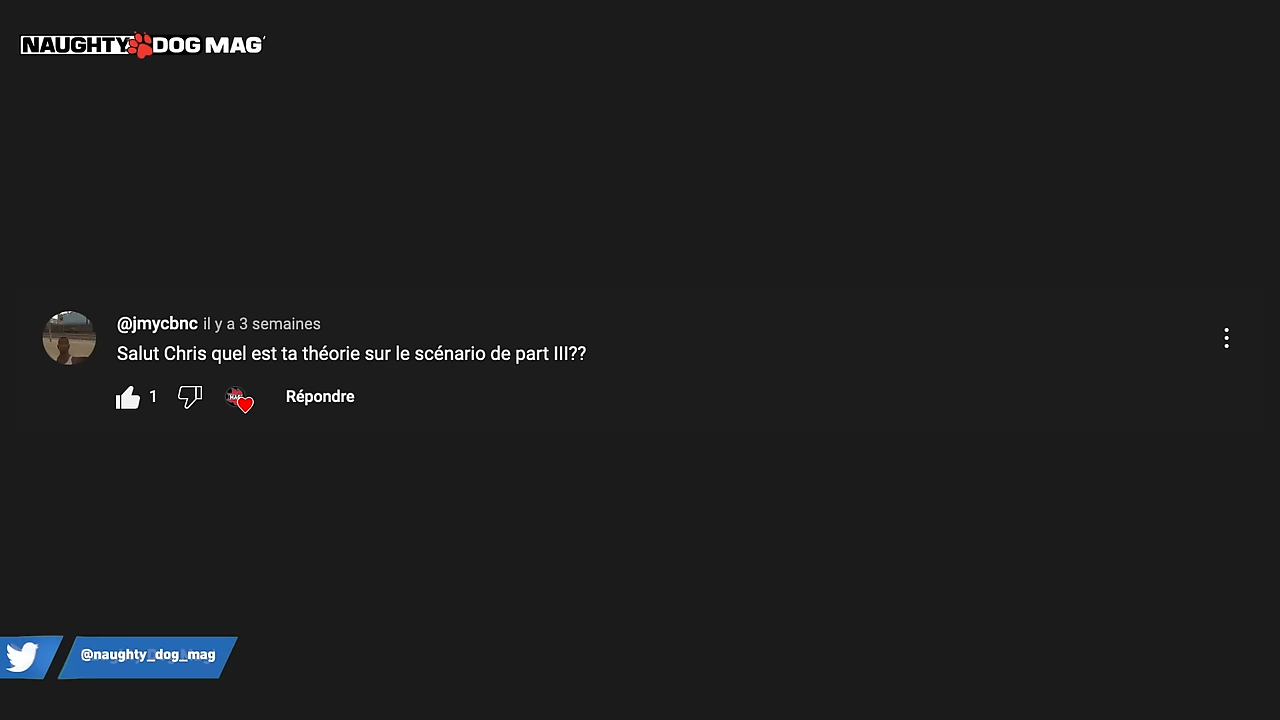 NAUGHTY DOG MAG'
@jmycbnc il y a 3 semaines
Salut Chris quel est ta théorie sur le scénario de part III??
1 Répondre
@naughty_dog_mag